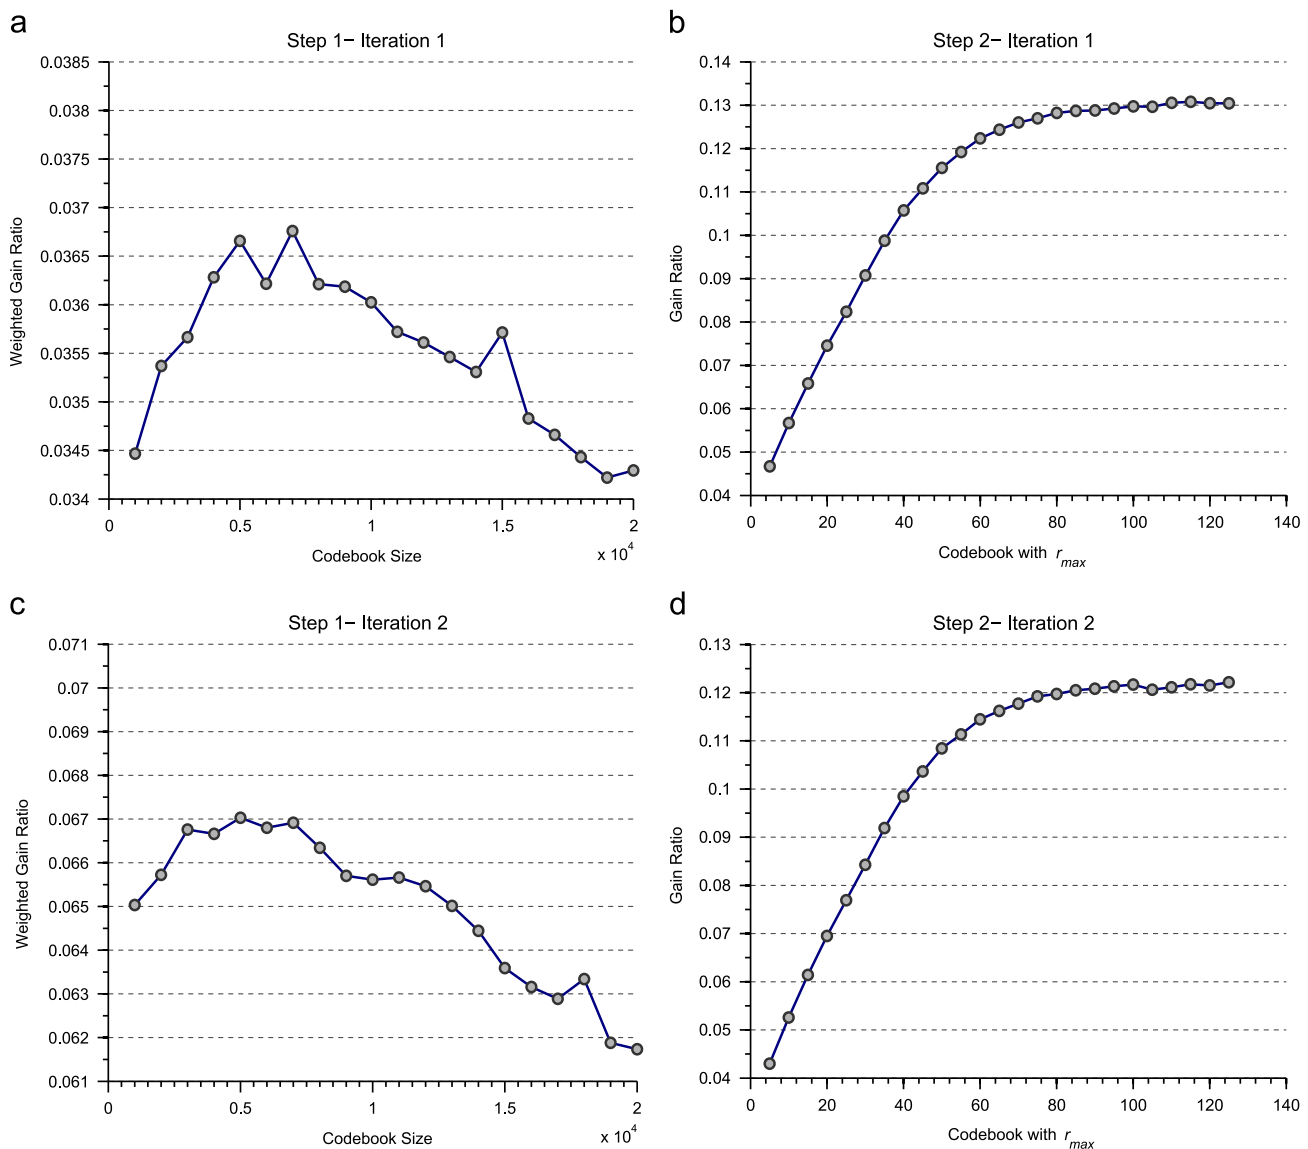 a
Step 1– Iteration 1
0.0385
0.038
0.0375
0.037
0.0365
0.036
0.0355
0.035
0.0345
0.034
Weighted Gain Ratio
0 0.5 1 1.5 2
x 10^4
Codebook Size
b
Step 2– Iteration 1
0.14
0.13
0.12
0.11
0.1
0.09
0.08
0.07
0.06
0.05
0.04
Gain Ratio
0 20 40 60 80 100 120 140
Codebook with r_max
c
Step 1– Iteration 2
0.071
0.07
0.069
0.068
0.067
0.066
0.065
0.064
0.063
0.062
0.061
Weighted Gain Ratio
0 0.5 1 1.5 2
x 10^4
Codebook Size
d
Step 2– Iteration 2
0.13
0.12
0.11
0.1
0.09
0.08
0.07
0.06
0.05
0.04
Gain Ratio
0 20 40 60 80 100 120 140
Codebook with r_max